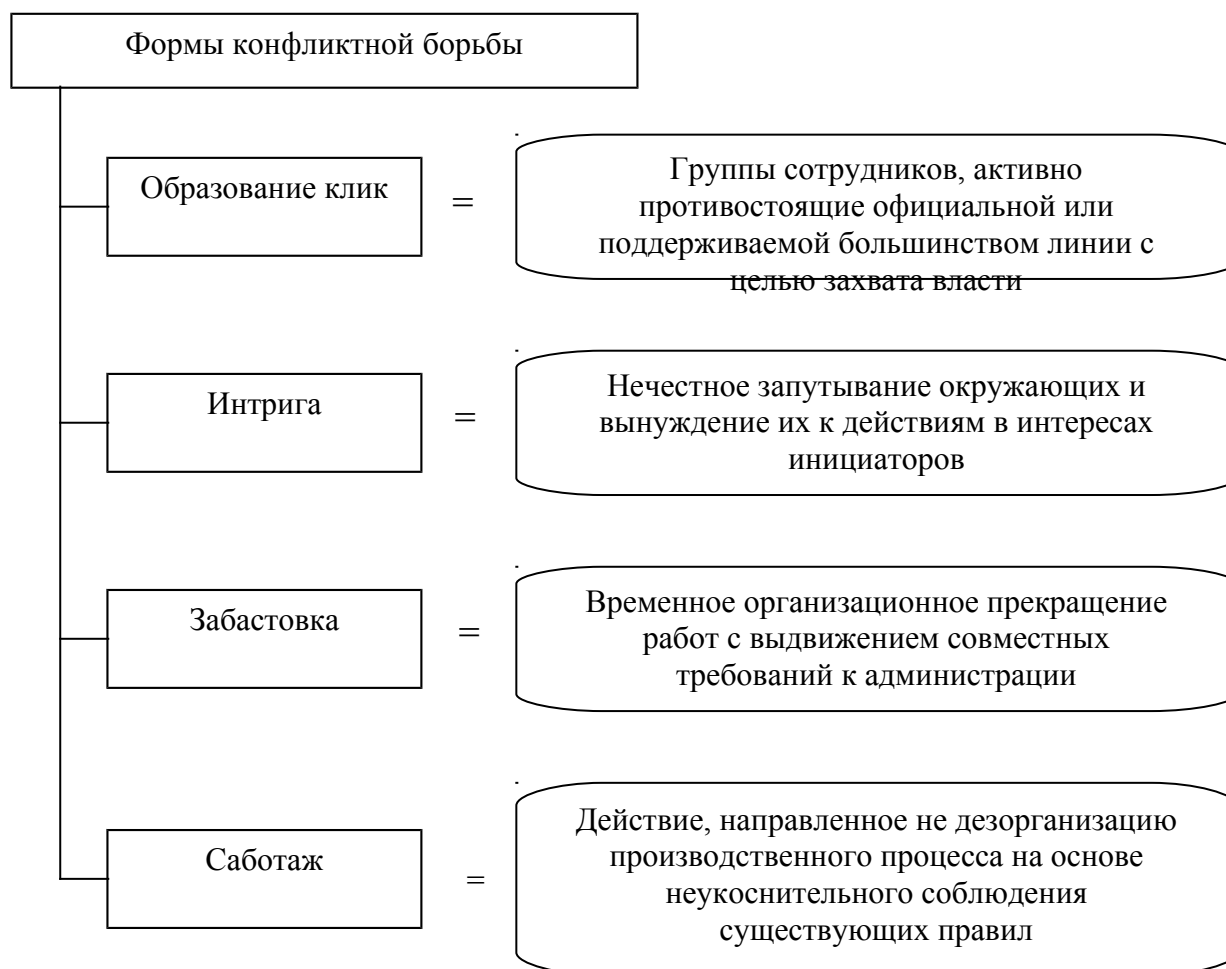 Формы конфликтной борьбы
Образование клик
=
Группы сотрудников, активно
противостоящие официальной или
поддерживаемой большинством линии с
целью захвата власти
Интрига
=
Нечестное запутывание окружающих и
вынуждение их к действиям в интересах
инициаторов
Забастовка
=
Временное организационное прекращение
работ с выдвижением совместных
требований к администрации
Саботаж
=
Действие, направленное не дезорганизацию
производственного процесса на основе
неукоснительного соблюдения
существующих правил